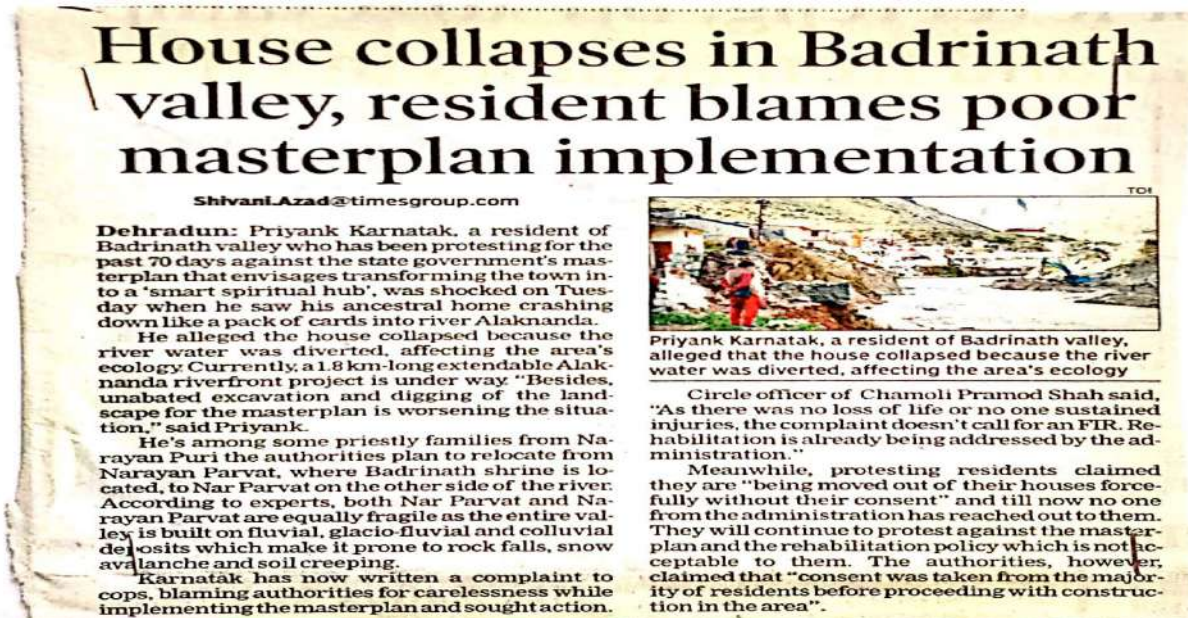 House collapses in Badrinath
valley, resident blames poor
masterplan implementation
Shivani.Azad@timesgroup.com
Dehradun: Priyank Karnatak, a resident of
Badrinath valley who has been protesting for the
past 70 days against the state government's mas-
terplan that envisages transforming the town in-
to a 'smart spiritual hub', was shocked on Tues-
day when he saw his ancestral home crashing
down like a pack of cards into river Alaknanda.
He alleged the house collapsed because the
river water was diverted, affecting the area's
ecology. Currently, a 1.8 km-long extendable Alak-
nanda riverfront project is under way. "Besides,
unabated excavation and digging of the land-
scape for the masterplan is worsening the situa-
tion," said Priyank.
He's among some priestly families from Na-
rayan Puri the authorities plan to relocate from
Narayan Parvat, where Badrinath shrine is lo-
cated, to Nar Parvat on the other side of the river.
According to experts, both Nar Parvat and Na-
rayan Parvat are equally fragile as the entire val-
ley is built on fluvial, glacio-fluvial and colluvial
deposits which make it prone to rock falls, snow
avalanche and soil creeping.
Karnatak has now written a complaint to
cops, blaming authorities for carelessness while
implementing the masterplan and sought action.
TOI
Priyank Karnatak, a resident of Badrinath valley,
alleged that the house collapsed because the river
water was diverted, affecting the area's ecology
Circle officer of Chamoli Pramod Shah said,
"As there was no loss of life or no one sustained
injuries, the complaint doesn't call for an FIR. Re-
habilitation is already being addressed by the ad-
ministration."
Meanwhile, protesting residents claimed
they are "being moved out of their houses force-
fully without their consent" and till now no one
from the administration has reached out to them.
They will continue to protest against the master-
plan and the rehabilitation policy which is not ac-
ceptable to them. The authorities, however,
claimed that "consent was taken from the major-
ity of residents before proceeding with construc-
tion in the area".